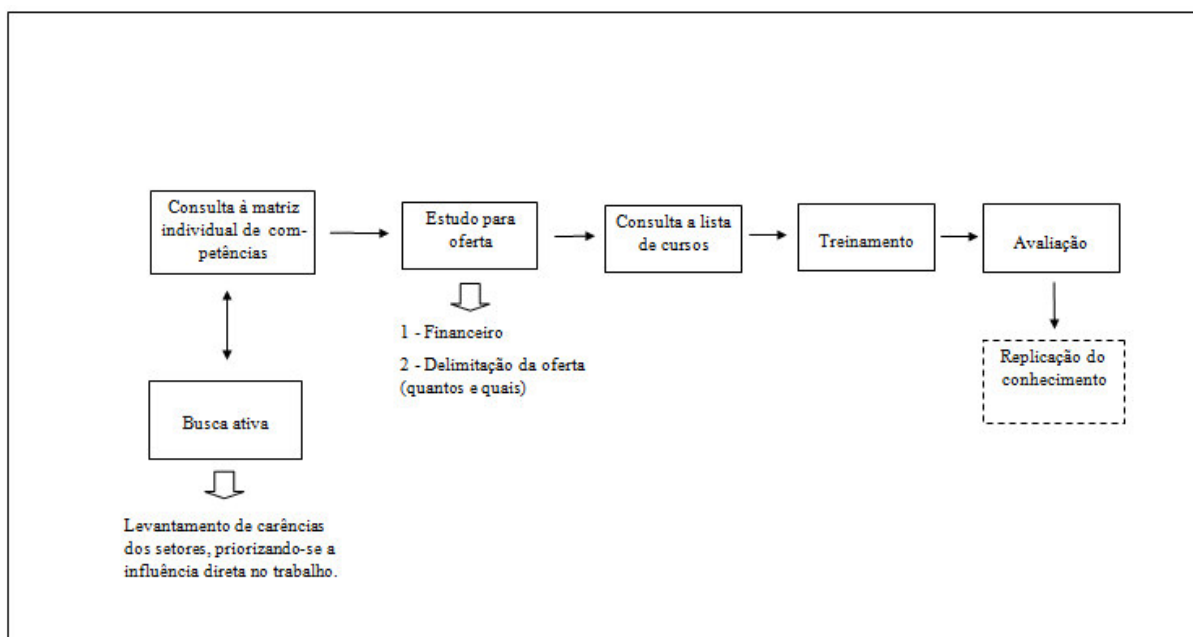 Consulta à matriz
individual de com-
petências
Estudo para
oferta
Consulta a lista
de cursos
Treinamento
Avaliação
1 - Financeiro
2 - Delimitação da oferta
(quantos e quais)
Replicação do
conhecimento
Busca ativa
Levantamento de carências
dos setores, priorizando-se a
influência direta no trabalho.